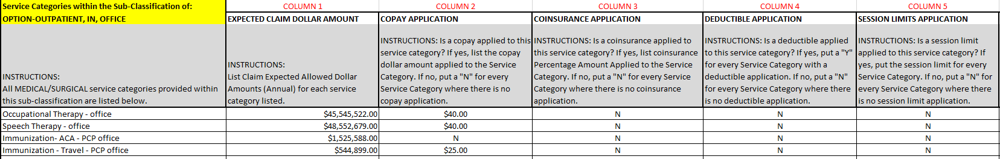 Service Categories within the Sub-Classification of:
OPTION-OUTPATIENT, IN, OFFICE
COLUMN 1
COLUMN 2
COLUMN 3
COLUMN 4
COLUMN 5
EXPECTED CLAIM DOLLAR AMOUNT
COPAY APPLICATION
COINSURANCE APPLICATION
DEDUCTIBLE APPLICATION
SESSION LIMITS APPLICATION
INSTRUCTIONS:
All MEDICAL/SURGICAL service categories provided within
this sub-classification are listed below.
INSTRUCTIONS:
List Claim Expected Allowed Dollar
Amounts (Annual) for each service
category listed.
INSTRUCTIONS: Is a copay applied to this
service category? If yes, list the copay
dollar amount applied to the Service
Category. If no, put a "N" for every
Service Category where there is no
copay application.
INSTRUCTIONS: Is a coinsurance applied to
this service category? If yes, list coinsurance
Percentage Amount Applied to the Service
Category. If no, put a "N" for every Service
Category where there is no coinsurance
application.
INSTRUCTIONS: Is a deductible applied
to this service category? If yes, put a "Y"
for every Service Category with a
deductible application. If no, put a "N"
for every Service Category where there
is no deductible application.
INSTRUCTIONS: Is a session limit
applied to this service category? If
yes, put the session limit for every
Service Category. If no, put a "N" for
every Service Category where there
is no session limit application.
Occupational Therapy - office $45,545,522.00 $40.00 N N N
Speech Therapy - office $48,552,679.00 $40.00 N N N
Immunization- ACA - PCP office $1,525,588.00 N N N N
Immunization - Travel - PCP office $544,899.00 $25.00 N N N